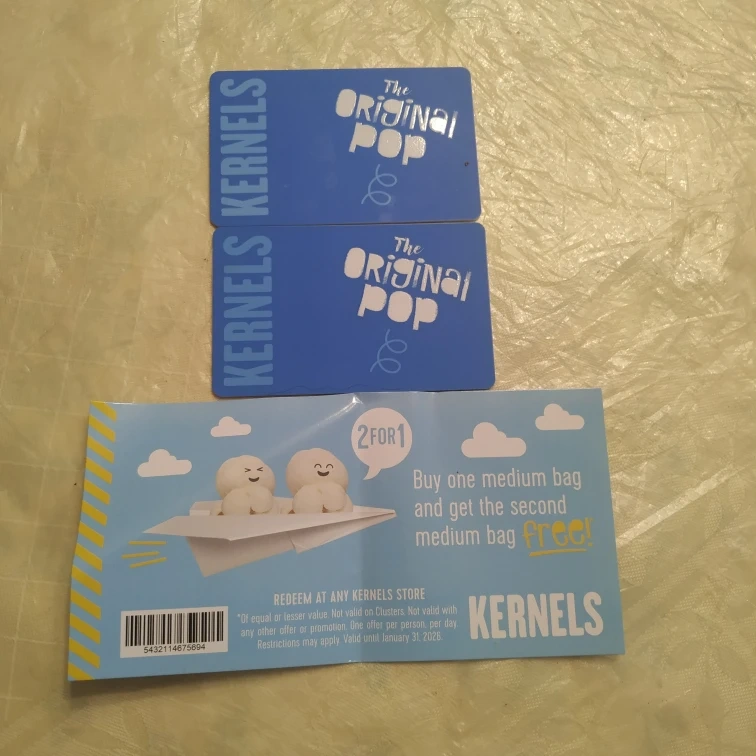 KERNELS
The
ORiGiNal
POP
KERNELS
The
ORiGiNal
POP
2 FOR 1
Buy one medium bag
and get the second
medium bag free!
REDEEM AT ANY KERNELS STORE
*Of equal or lesser value. Not valid on Clusters. Not valid with
any other offer or promotion. One offer per person, per day
Restrictions may apply. Valid until January 31, 2026.
KERNELS
5432114675694